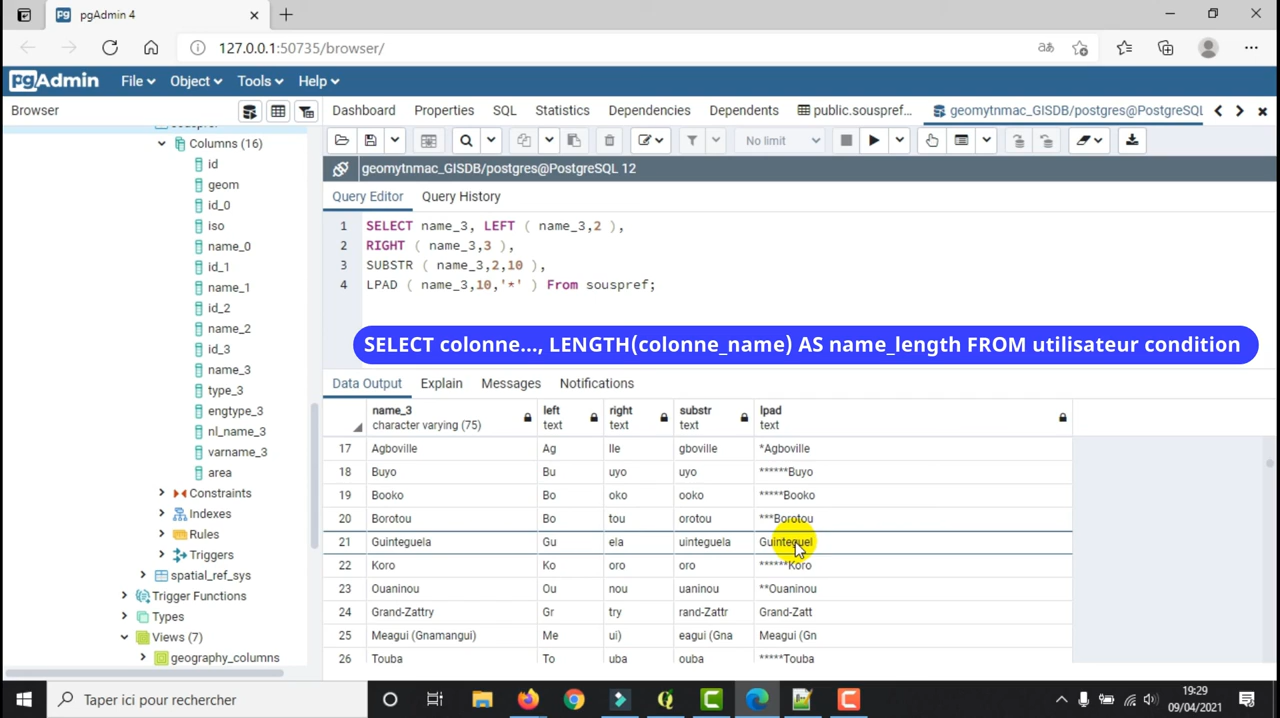 pgAdmin 4
127.0.0.1:50735/browser/
pgAdmin File Object Tools Help
Browser
Dashboard Properties SQL Statistics Dependencies Dependents public.souspref... geomytnmac_GISDB/postgres@PostgreSQL
No limit
geomytnmac_GISDB/postgres@PostgreSQL 12
Query Editor Query History
Columns (16)
id
geom
id_0
iso
name_0
id_1
name_1
id_2
name_2
id_3
name_3
type_3
engtype_3
nl_name_3
varname_3
area
Constraints
Indexes
Rules
Triggers
spatial_ref_sys
Trigger Functions
Types
Views (7)
geography_columns
1 SELECT name_3, LEFT ( name_3,2 ),
2 RIGHT ( name_3,3 ),
3 SUBSTR ( name_3,2,10 ),
4 LPAD ( name_3,10,'*' ) From souspref;
SELECT colonne..., LENGTH(colonne_name) AS name_length FROM utilisateur condition
Data Output Explain Messages Notifications
name_3 left right substr lpad
character varying (75) text text text text
17 Agboville Ag lle gboville *Agboville
18 Buyo Bu uyo uyo ******Buyo
19 Booko Bo oko ooko *****Booko
20 Borotou Bo tou orotou ***Borotou
21 Guinteguela Gu ela uinteguela Guinteguel
22 Koro Ko oro oro ******Koro
23 Ouaninou Ou nou uaninou **Ouaninou
24 Grand-Zattry Gr try rand-Zattr Grand-Zatt
25 Meagui (Gnamangui) Me ui) eagui (Gna Meagui (Gn
26 Touba To uba ouba *****Touba
Taper ici pour rechercher
19:29
09/04/2021